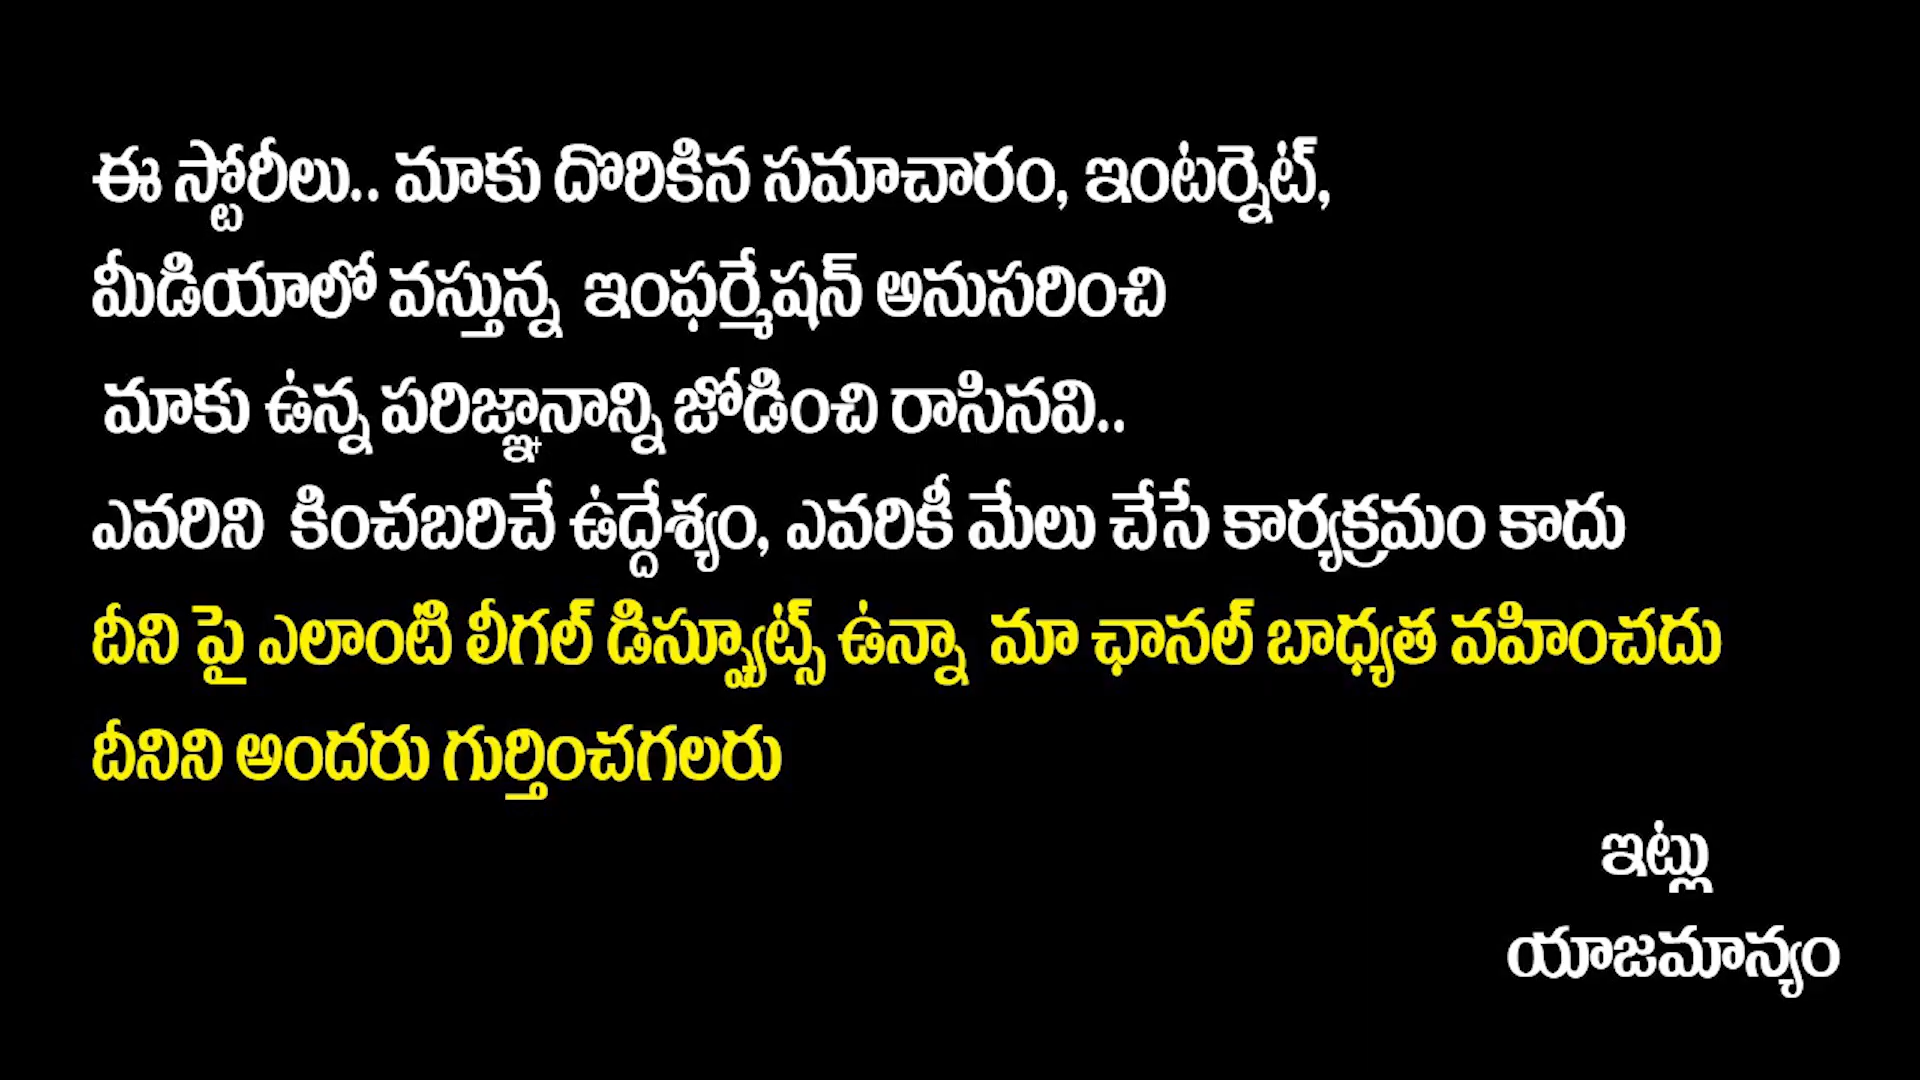 ఈ స్టోరీలు.. మాకు దొరికిన సమాచారం, ఇంటర్నెట్,
మీడియాలో వస్తున్న ఇంఫర్మేషన్ అనుసరించి
మాకు ఉన్న పరిజ్ఞానాన్ని జోడించి రాసినవి..
ఎవరిని కించబరిచే ఉద్దేశ్యం, ఎవరికీ మేలు చేసే కార్యక్రమం కాదు
దీని పై ఎలాంటి లీగల్ డిస్ప్యూట్స్ ఉన్నా మా ఛానల్ బాధ్యత వహించదు
దీనిని అందరు గుర్తించగలరు
ఇట్లు
యాజమాన్యం